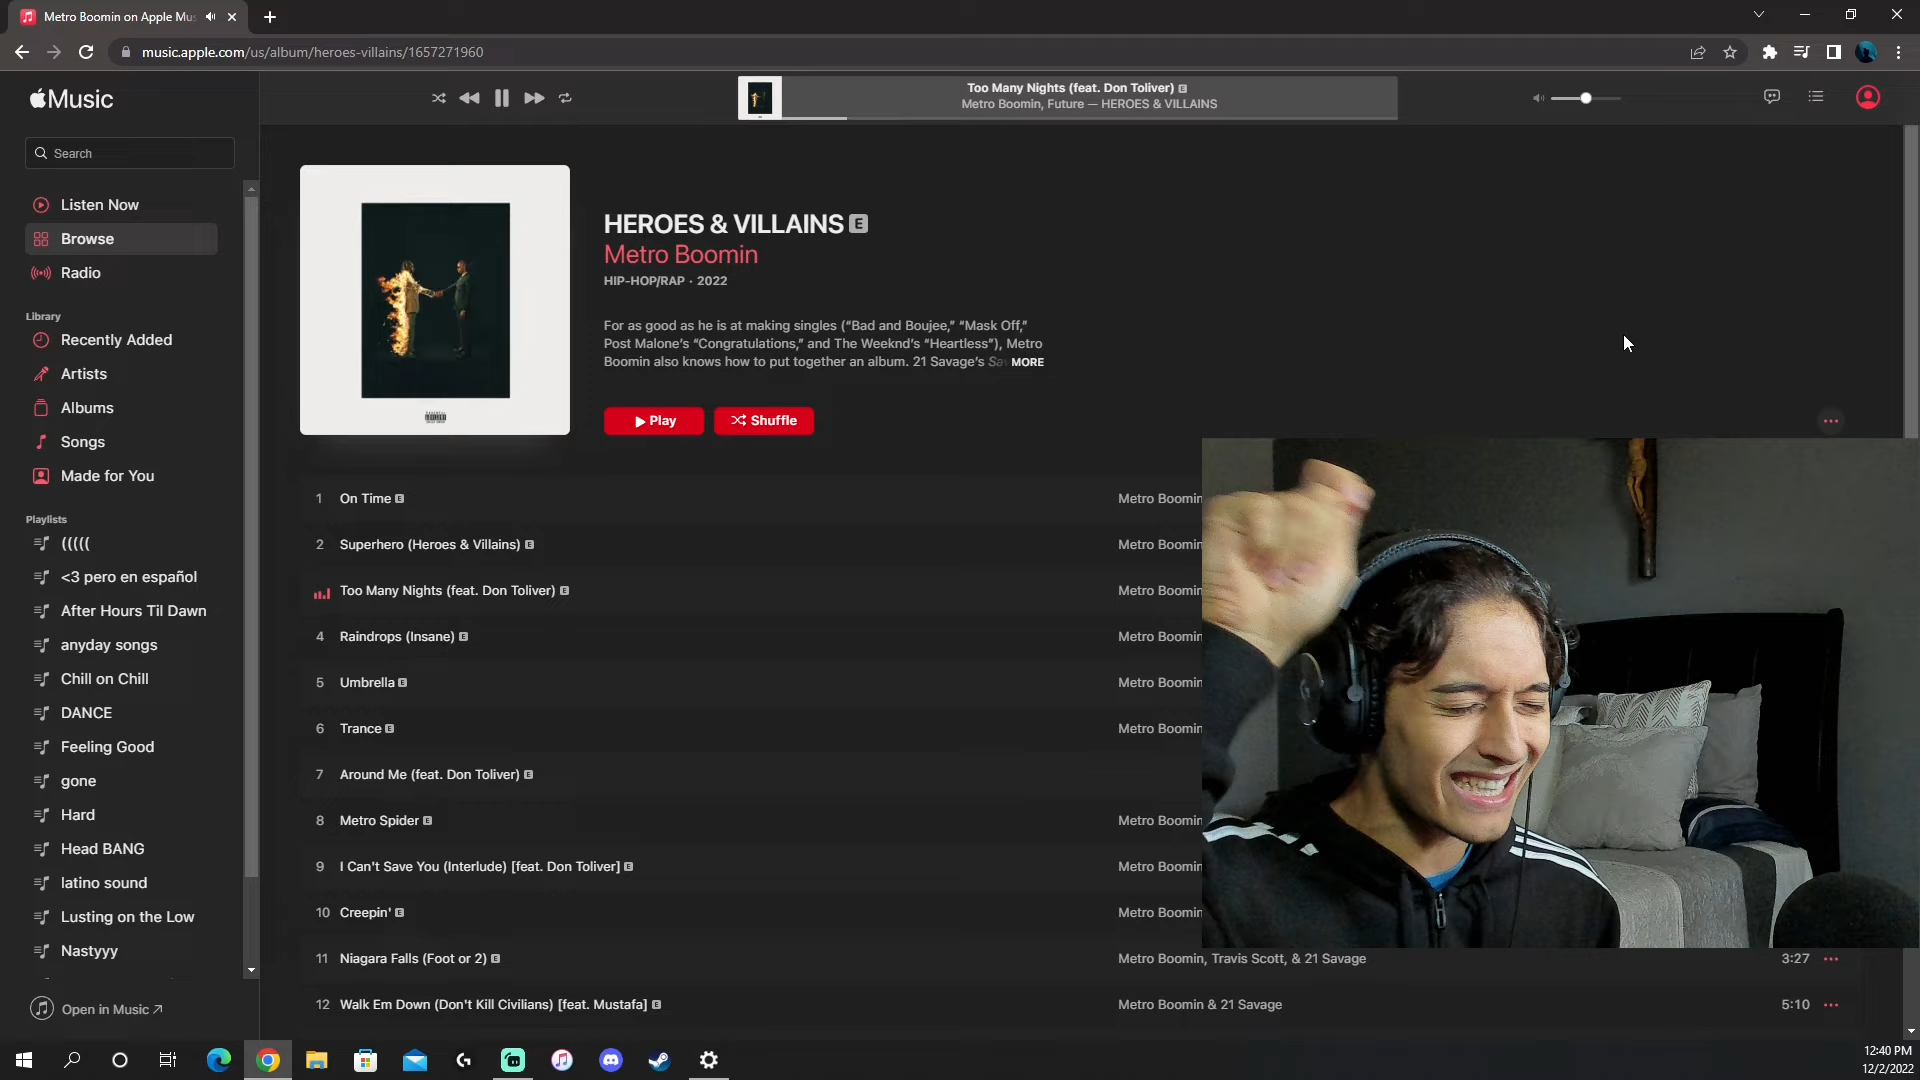 Metro Boomin on Apple Mus
music.apple.com/us/album/heroes-villains/1657271960
Music
Too Many Nights (feat. Don Toliver) E
Metro Boomin, Future — HEROES & VILLAINS
Search
Listen Now
Browse
Radio
Library
Recently Added
Artists
Albums
Songs
Made for You
Playlists
(((((
<3 pero en español
After Hours Til Dawn
anyday songs
Chill on Chill
DANCE
Feeling Good
gone
Hard
Head BANG
latino sound
Lusting on the Low
Nastyyy
Open in Music
HEROES & VILLAINS E
Metro Boomin
HIP-HOP/RAP · 2022
For as good as he is at making singles (“Bad and Boujee,” “Mask Off,”
Post Malone’s “Congratulations,” and The Weeknd’s “Heartless”), Metro
Boomin also knows how to put together an album. 21 Savage’s Sa MORE
Play
Shuffle
1 On Time E Metro Boomin
2 Superhero (Heroes & Villains) E Metro Boomin
Too Many Nights (feat. Don Toliver) E Metro Boomin
4 Raindrops (Insane) E Metro Boomin
5 Umbrella E Metro Boomin
6 Trance E Metro Boomin
7 Around Me (feat. Don Toliver) E
8 Metro Spider E Metro Boomin
9 I Can't Save You (Interlude) [feat. Don Toliver] E Metro Boomin
10 Creepin' E Metro Boomin
11 Niagara Falls (Foot or 2) E Metro Boomin, Travis Scott, & 21 Savage 3:27
12 Walk Em Down (Don't Kill Civilians) [feat. Mustafa] E Metro Boomin & 21 Savage 5:10
12:40 PM
12/2/2022